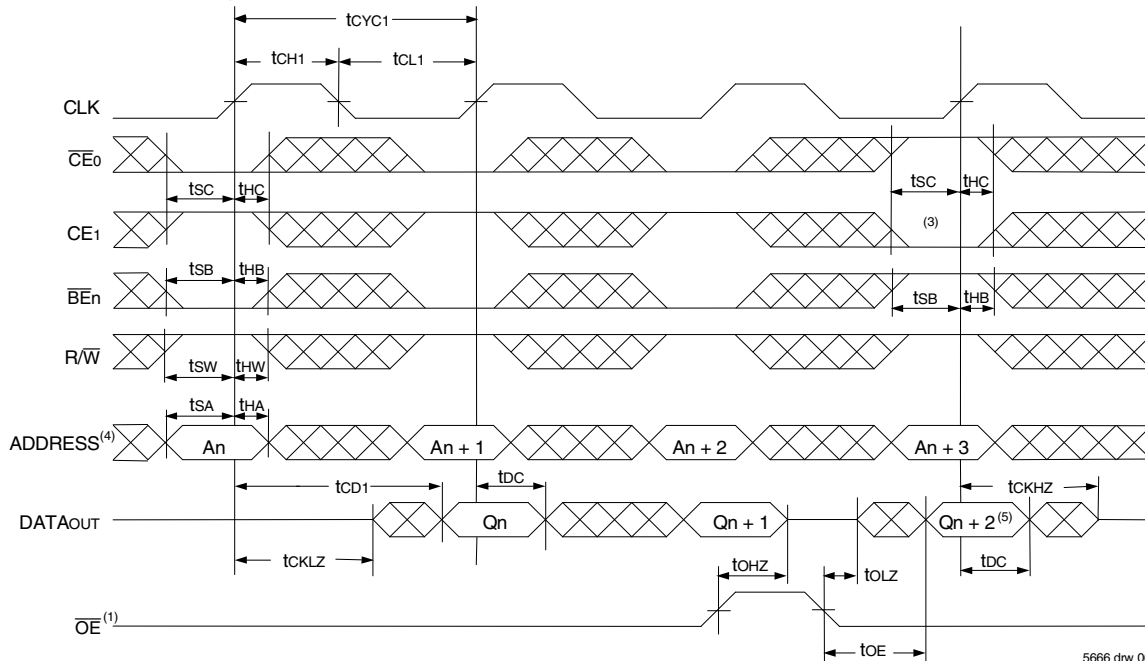 tCYC1
tCH1 tCL1
CLK
CE0
tSC tHC tSC tHC
CE1 (3)
tSB tHB
BEn
tSB tHB
R/W
tSW tHW
tSA tHA
ADDRESS(4) An An + 1 An + 2 An + 3
tCD1 tDC tCKHZ
DATAOUT Qn Qn + 1 Qn + 2(5)
tCKLZ tOHZ tOLZ tDC
OE(1)
tOE
5666 drw